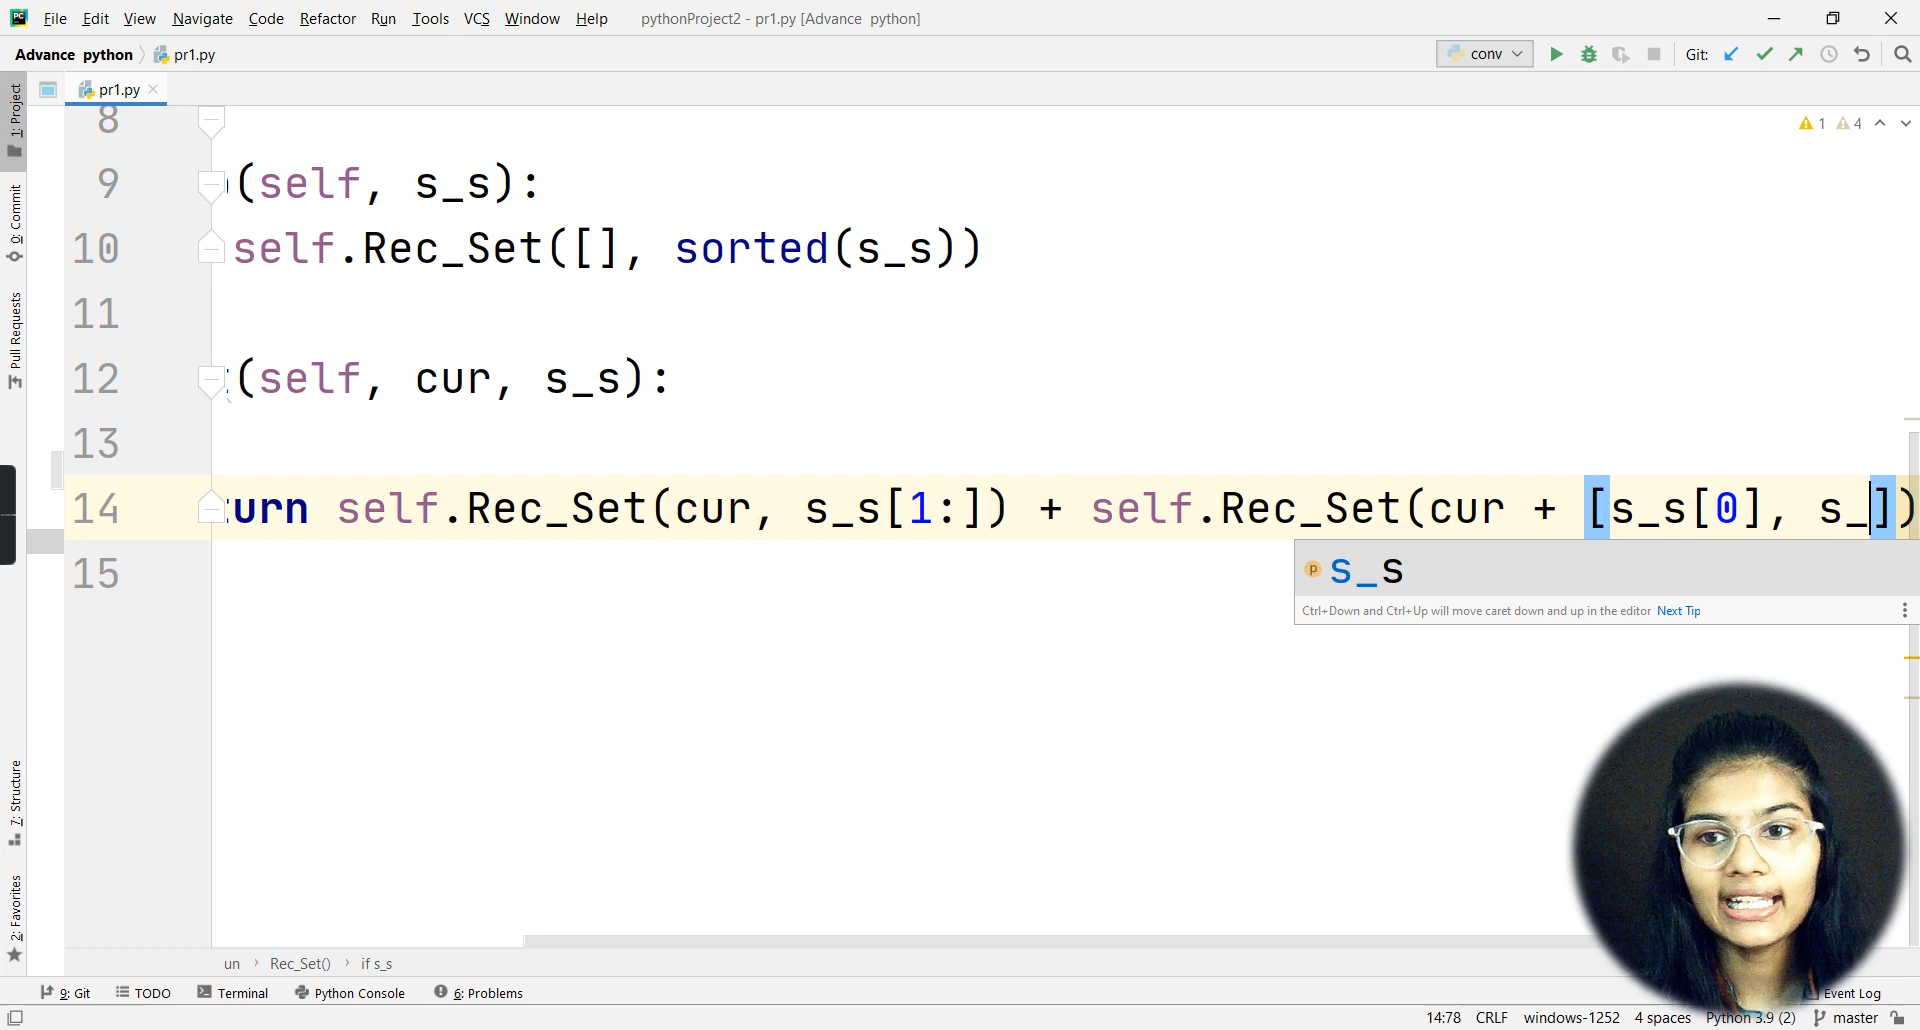 PC File Edit View Navigate Code Refactor Run Tools VCS Window Help pythonProject2 - pr1.py [Advance python]
Advance python pr1.py conv Git:
1: Project
0: Commit
Pull Requests
7: Structure
2: Favorites
pr1.py
8
1 4
9 (self, s_s):
10 self.Rec_Set([], sorted(s_s))
11
12 (self, cur, s_s):
13
14 urn self.Rec_Set(cur, s_s[1:]) + self.Rec_Set(cur + [s_s[0], s_])
15
p s_s
Ctrl+Down and Ctrl+Up will move caret down and up in the editor Next Tip
un Rec_Set() if s_s
9: Git TODO Terminal Python Console 6: Problems Event Log
14:78 CRLF windows-1252 4 spaces Python 3.9 (2) master